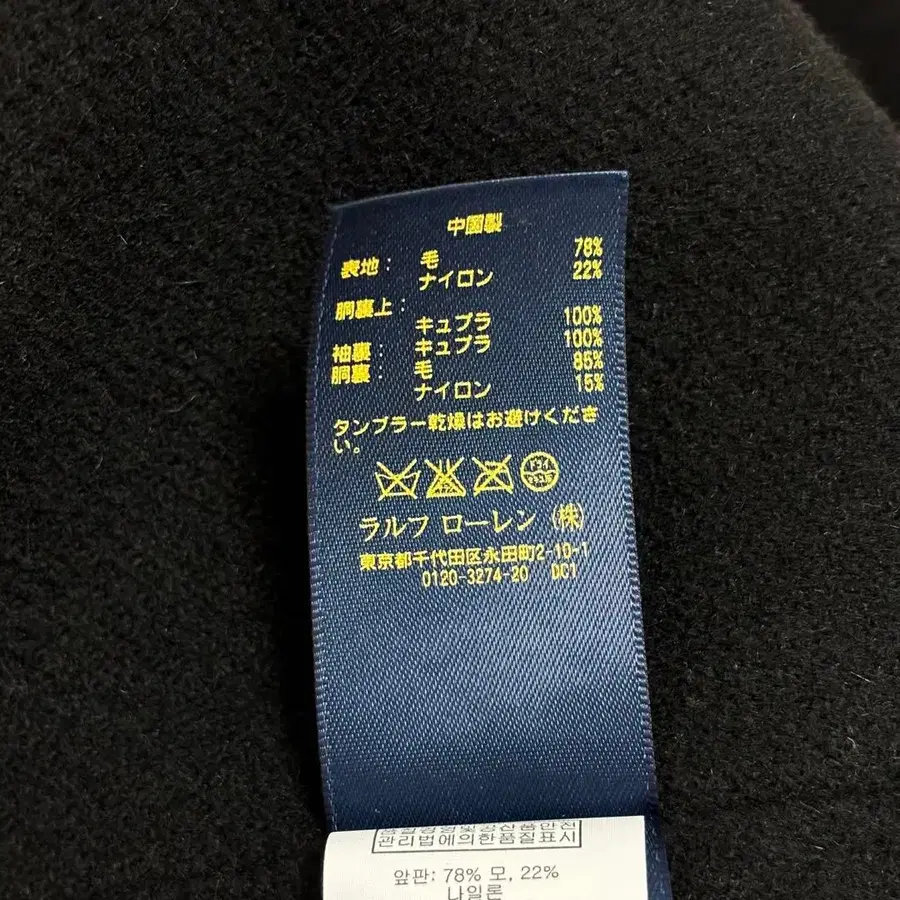 中國製
表地: 毛 78%
ナイロン 22%
胴裏上:
キュプラ 100%
袖裏: キュプラ 100%
胴裏: 毛 85%
ナイロン 15%
タンブラー乾燥はお避けくださ
い。
ドライ
ラルフ ローレン (株)
東京都千代田区永田町2-10-1
0120-3274-20 DC1
관리법에의한품질표시
앞판: 78% 모, 22%
나일론